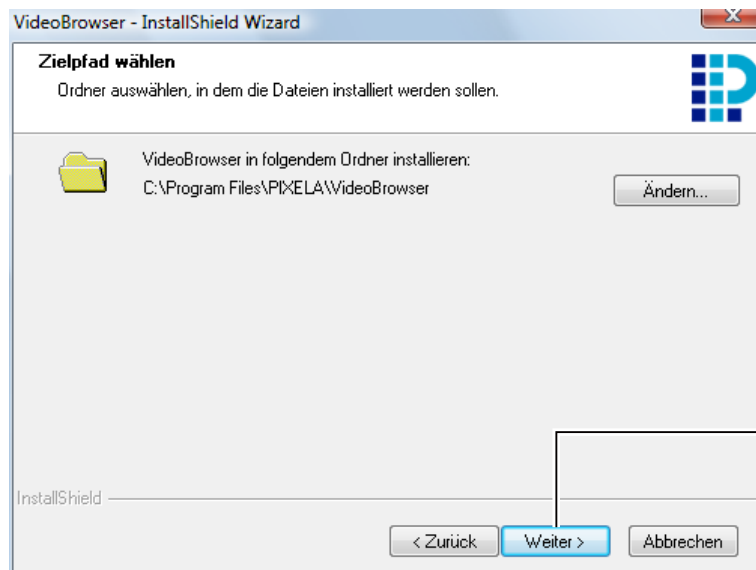 VideoBrowser - InstallShield Wizard
Zielpfad wählen
Ordner auswählen, in dem die Dateien installiert werden sollen.
VideoBrowser in folgendem Ordner installieren:
C:\Program Files\PIXELA\VideoBrowser
Ändern...
InstallShield
< Zurück
Weiter >
Abbrechen